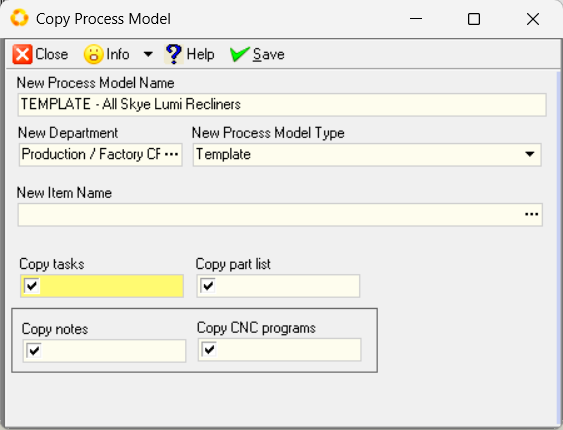 Copy Process Model
Close Info Help Save
New Process Model Name
TEMPLATE - All Skye Lumi Recliners
New Department New Process Model Type
Production / Factory CF ... Template
New Item Name
...
Copy tasks Copy part list
Copy notes Copy CNC programs